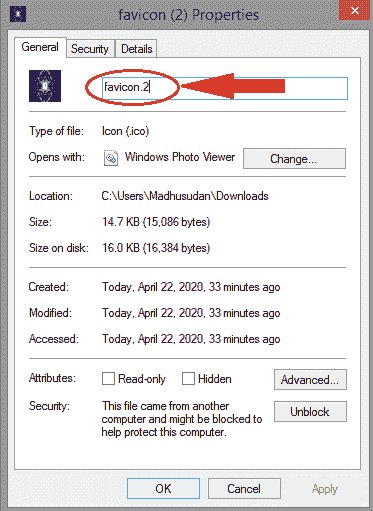 favicon (2) Properties
General Security Details
favicon.2
Type of file: Icon (.ico)
Opens with: Windows Photo Viewer Change...
Location: C:\Users\Madhusudan\Downloads
Size: 14.7 KB (15,086 bytes)
Size on disk: 16.0 KB (16,384 bytes)
Created: Today, April 22, 2020, 33 minutes ago
Modified: Today, April 22, 2020, 33 minutes ago
Accessed: Today, April 22, 2020, 33 minutes ago
Attributes: Read-only Hidden Advanced...
Security: This file came from another
computer and might be blocked to
help protect this computer.
Unblock
OK Cancel Apply